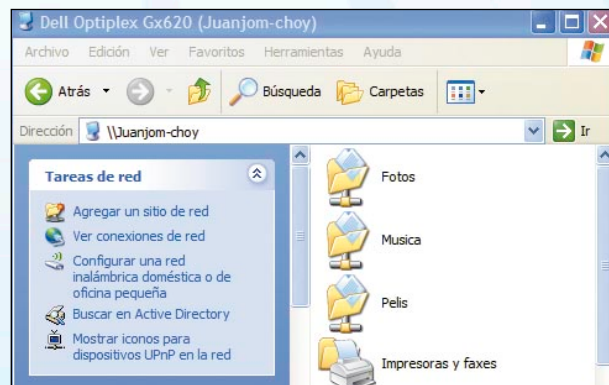 Dell Optiplex Gx620 (Juanjom-choy)
Archivo Edición Ver Favoritos Herramientas Ayuda
Atrás Búsqueda Carpetas
Dirección \\Juanjom-choy Ir
Tareas de red
Agregar un sitio de red
Ver conexiones de red
Configurar una red
inalámbrica doméstica o de
oficina pequeña
Buscar en Active Directory
Mostrar iconos para
dispositivos UPnP en la red
Fotos
Musica
Pelis
Impresoras y faxes